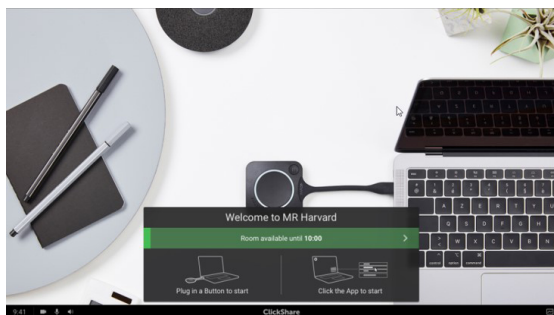 Welcome to MR Harvard
Room available until 10:00
Plug in a Button to start
Click the App to start
9:41
ClickShare